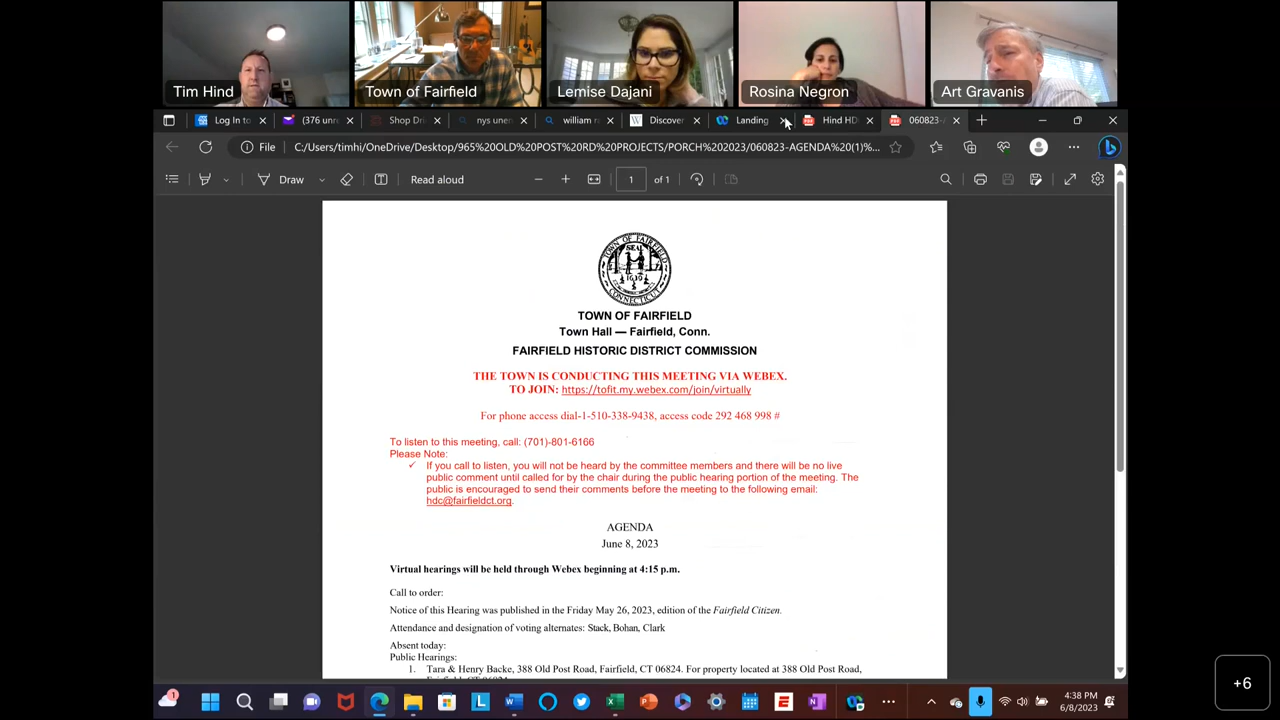 Tim Hind
Town of Fairfield
Lemise Dajani
Rosina Negron
Art Gravanis
Log In to
(376 unr
Shop Dri
nys unen
william ru
Discover
Landing
Hind HD
060823-
File
C:/Users/timhi/OneDrive/Desktop/965%20OLD%20POST%20RD%20PROJECTS/PORCH%202023/060823-AGENDA%20(1)%...
Draw
Read aloud
1 of 1
TOWN OF FAIRFIELD
Town Hall — Fairfield, Conn.
FAIRFIELD HISTORIC DISTRICT COMMISSION
THE TOWN IS CONDUCTING THIS MEETING VIA WEBEX.
TO JOIN: https://tofit.my.webex.com/join/virtually
For phone access dial-1-510-338-9438, access code 292 468 998 #
To listen to this meeting, call: (701)-801-6166
Please Note:
✓ If you call to listen, you will not be heard by the committee members and there will be no live
public comment until called for by the chair during the public hearing portion of the meeting. The
public is encouraged to send their comments before the meeting to the following email:
hdc@fairfieldct.org.
AGENDA
June 8, 2023
Virtual hearings will be held through Webex beginning at 4:15 p.m.
Call to order:
Notice of this Hearing was published in the Friday May 26, 2023, edition of the Fairfield Citizen.
Attendance and designation of voting alternates: Stack, Bohan, Clark
Absent today:
Public Hearings:
1. Tara & Henry Backe, 388 Old Post Road, Fairfield, CT 06824. For property located at 388 Old Post Road,
4:38 PM
6/8/2023
+6